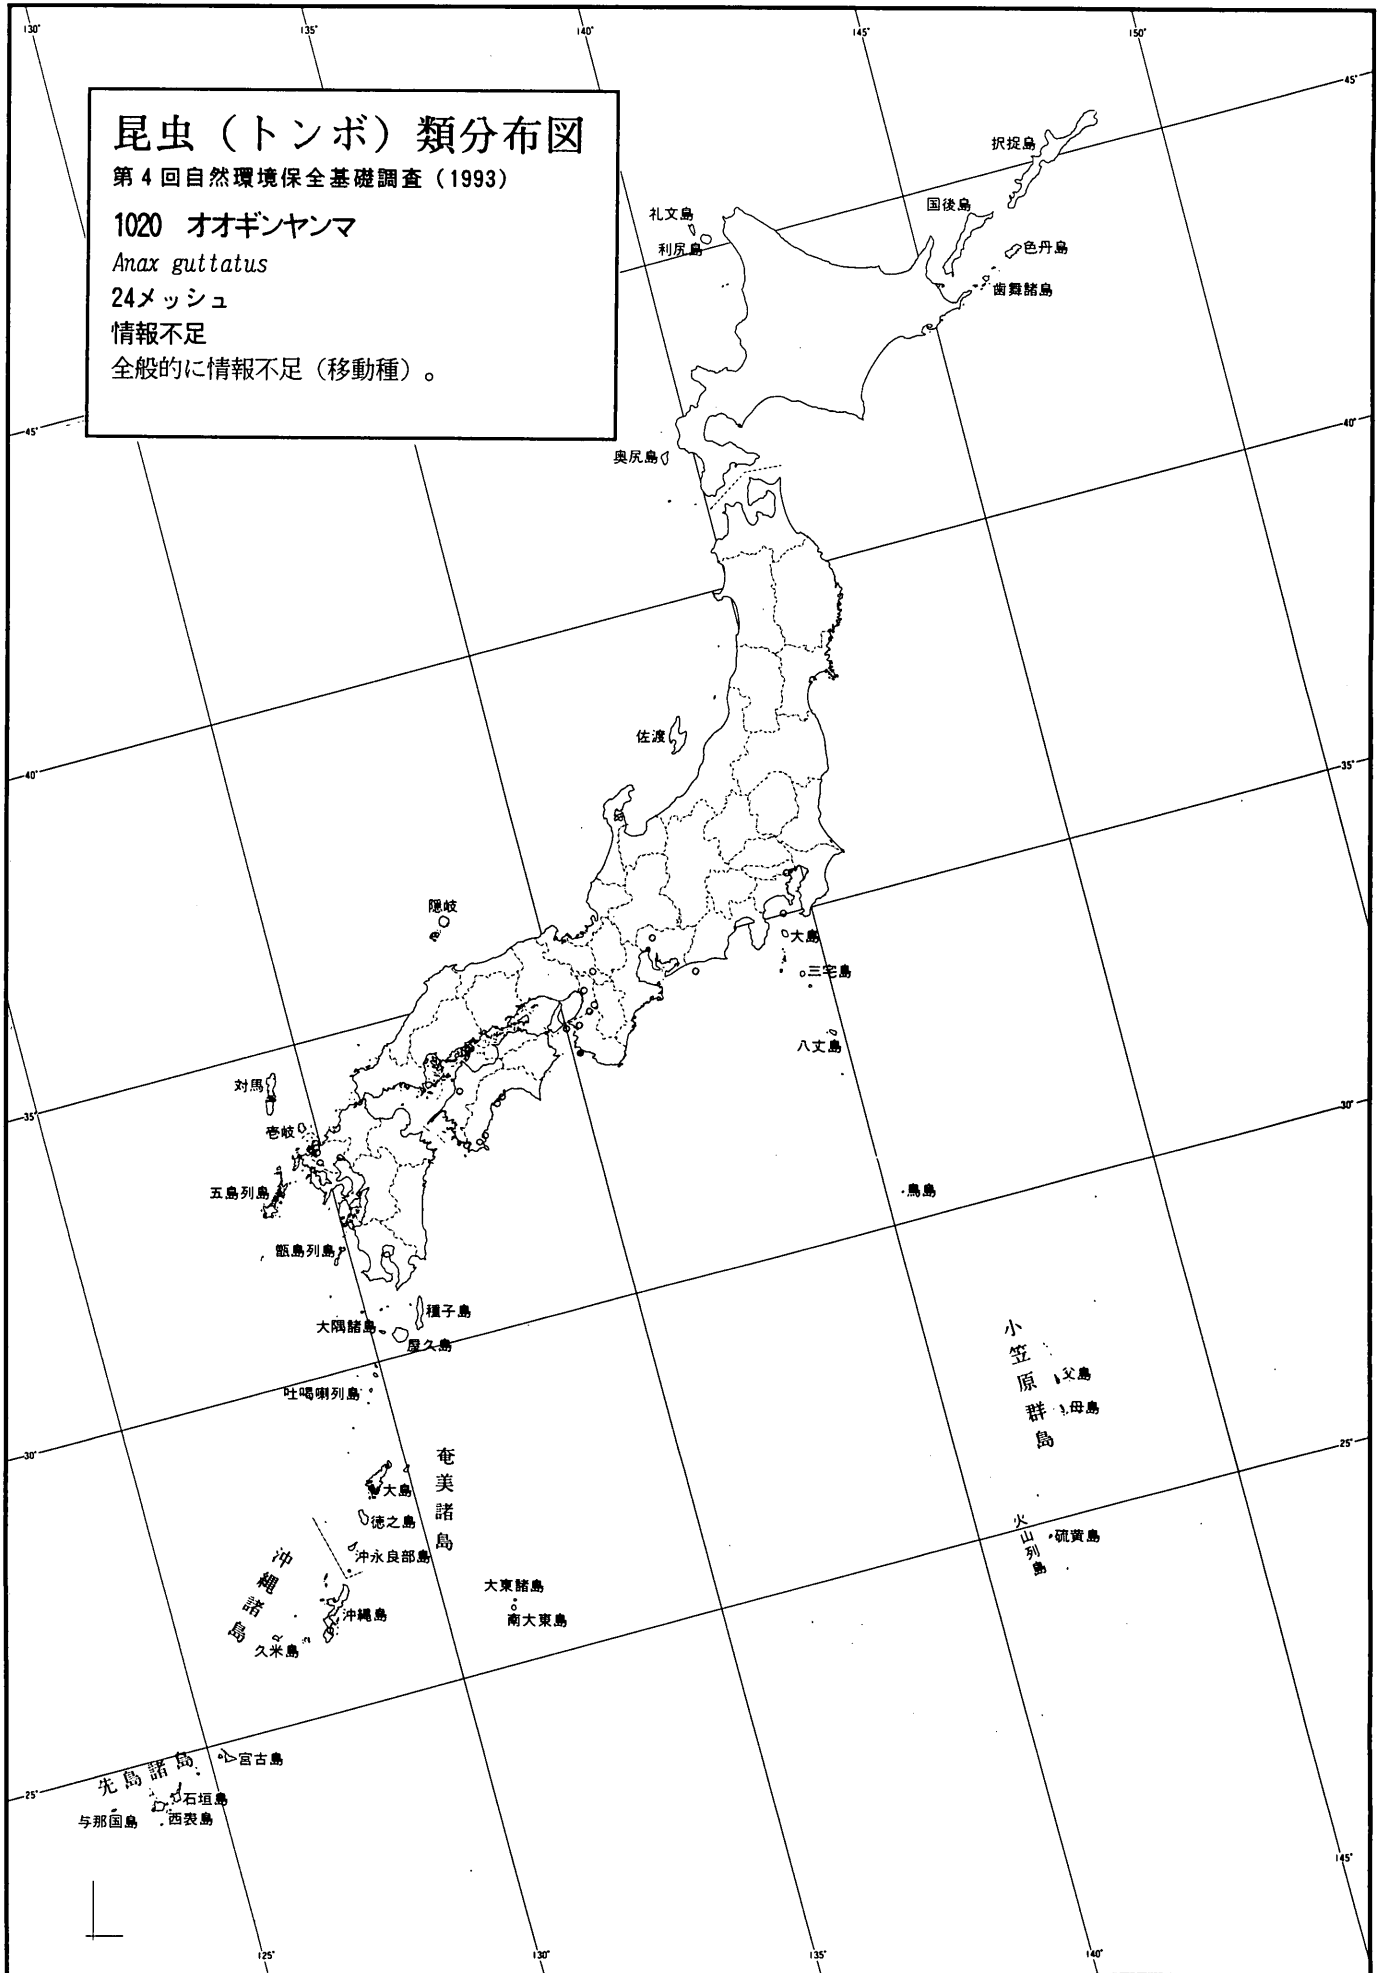 130°
135°
140°
145°
150°
昆虫（トンボ）類分布図
第4回自然環境保全基礎調査（1993）
1020　オオギンヤンマ
Anax guttatus
24メッシュ
情報不足
全般的に情報不足（移動種）。
45°
択捉島
国後島
色丹島
歯舞諸島
礼文島
利尻島
45°
40°
奥尻島
佐渡
40°
35°
隠岐
大島
三宅島
八丈島
対馬
35°
壱岐
30°
五島列島
鳥島
甑島列島
種子島
大隅諸島
屋久島
吐噶喇列島
小笠原群島
父島
母島
30°
25°
奄美諸島
大島
徳之島
沖永良部島
火山列島
硫黄島
沖縄諸島
沖縄島
久米島
大東諸島
南大東島
先島諸島
宮古島
25°
石垣島
与那国島
西表島
145°
125°
130°
135°
140°